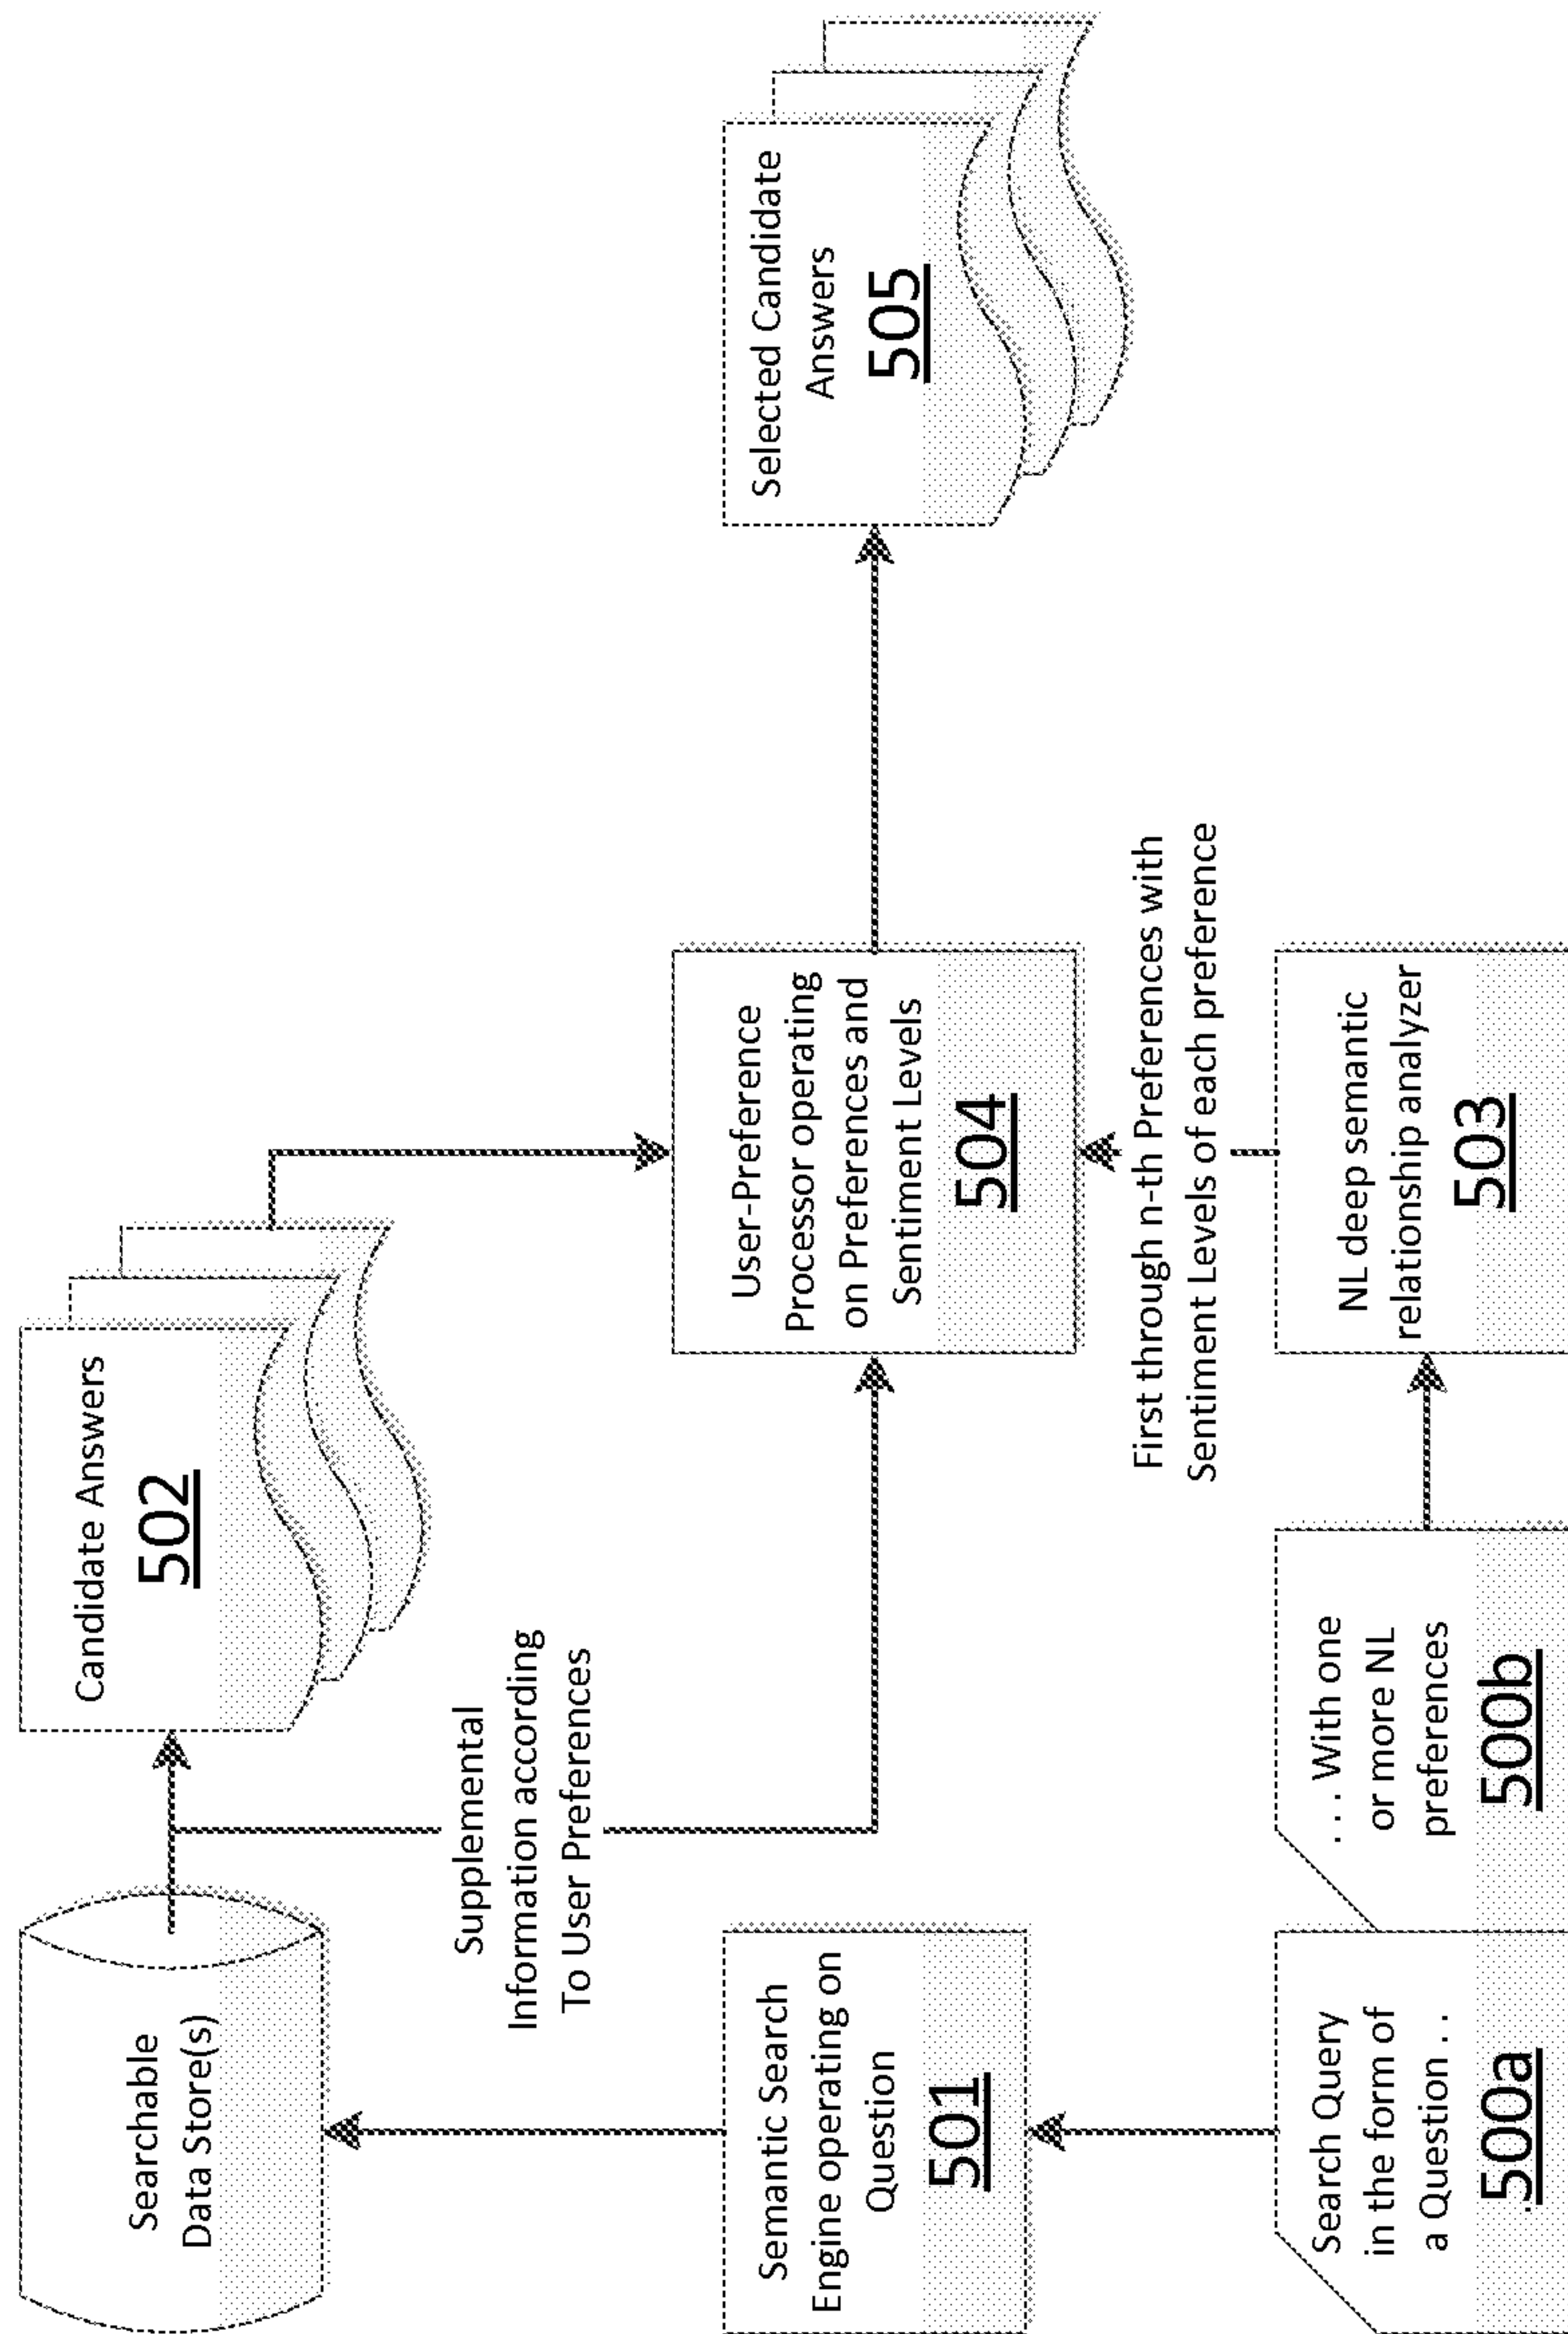 Searchable
Data Store(s)
Candidate Answers
502
Supplemental
Information according
To User Preferences
Semantic Search
Engine operating on
Question
501
User-Preference
Processor operating
on Preferences and
Sentiment Levels
504
Selected Candidate
Answers
505
First through n-th Preferences with
Sentiment Levels of each preference
Search Query
in the form of
a Question . .
.500a
. . . With one
or more NL
preferences
500b
NL deep semantic
relationship analyzer
503